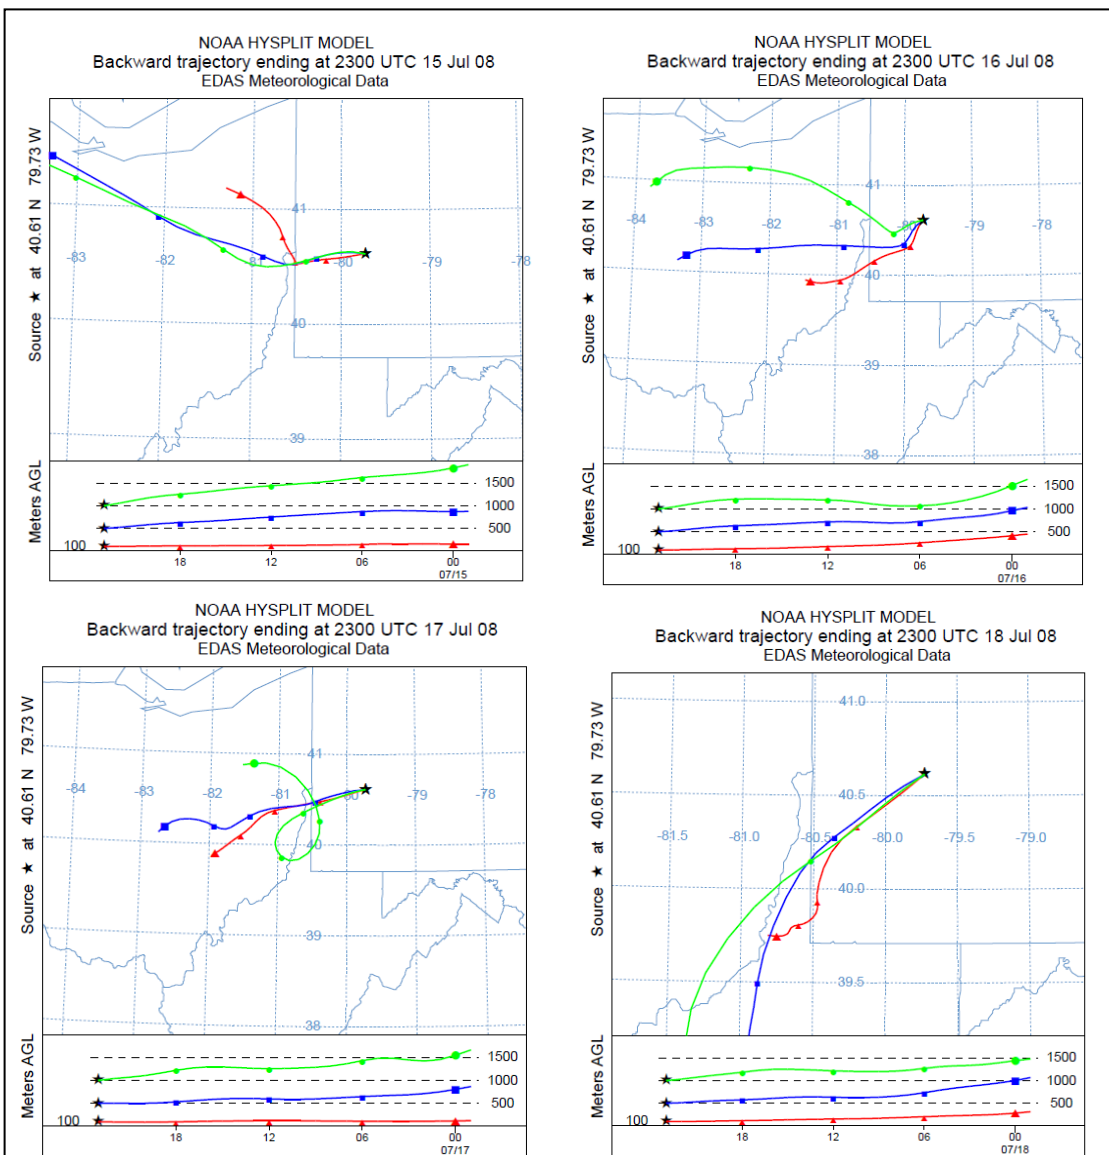 NOAA HYSPLIT MODEL
Backward trajectory ending at 2300 UTC 15 Jul 08
EDAS Meteorological Data
Source ★ at 40.61 N 79.73 W
41
-83 -82 -81 -80 -79 -78
40
39
Meters AGL
1500
1000
500
100
18 12 06 00
07/15
NOAA HYSPLIT MODEL
Backward trajectory ending at 2300 UTC 16 Jul 08
EDAS Meteorological Data
Source ★ at 40.61 N 79.73 W
41
-84 -83 -82 -81 -80 -79 -78
40
39
38
Meters AGL
1500
1000
500
100
18 12 06 00
07/16
NOAA HYSPLIT MODEL
Backward trajectory ending at 2300 UTC 17 Jul 08
EDAS Meteorological Data
Source ★ at 40.61 N 79.73 W
41
-84 -83 -82 -81 -80 -79 -78
40
39
38
Meters AGL
1500
1000
500
100
18 12 06 00
07/17
NOAA HYSPLIT MODEL
Backward trajectory ending at 2300 UTC 18 Jul 08
EDAS Meteorological Data
Source ★ at 40.61 N 79.73 W
41.0
40.5
-81.5 -81.0 -80.5 -80.0 -79.5 -79.0
40.0
39.5
Meters AGL
1500
1000
500
100
18 12 06 00
07/18